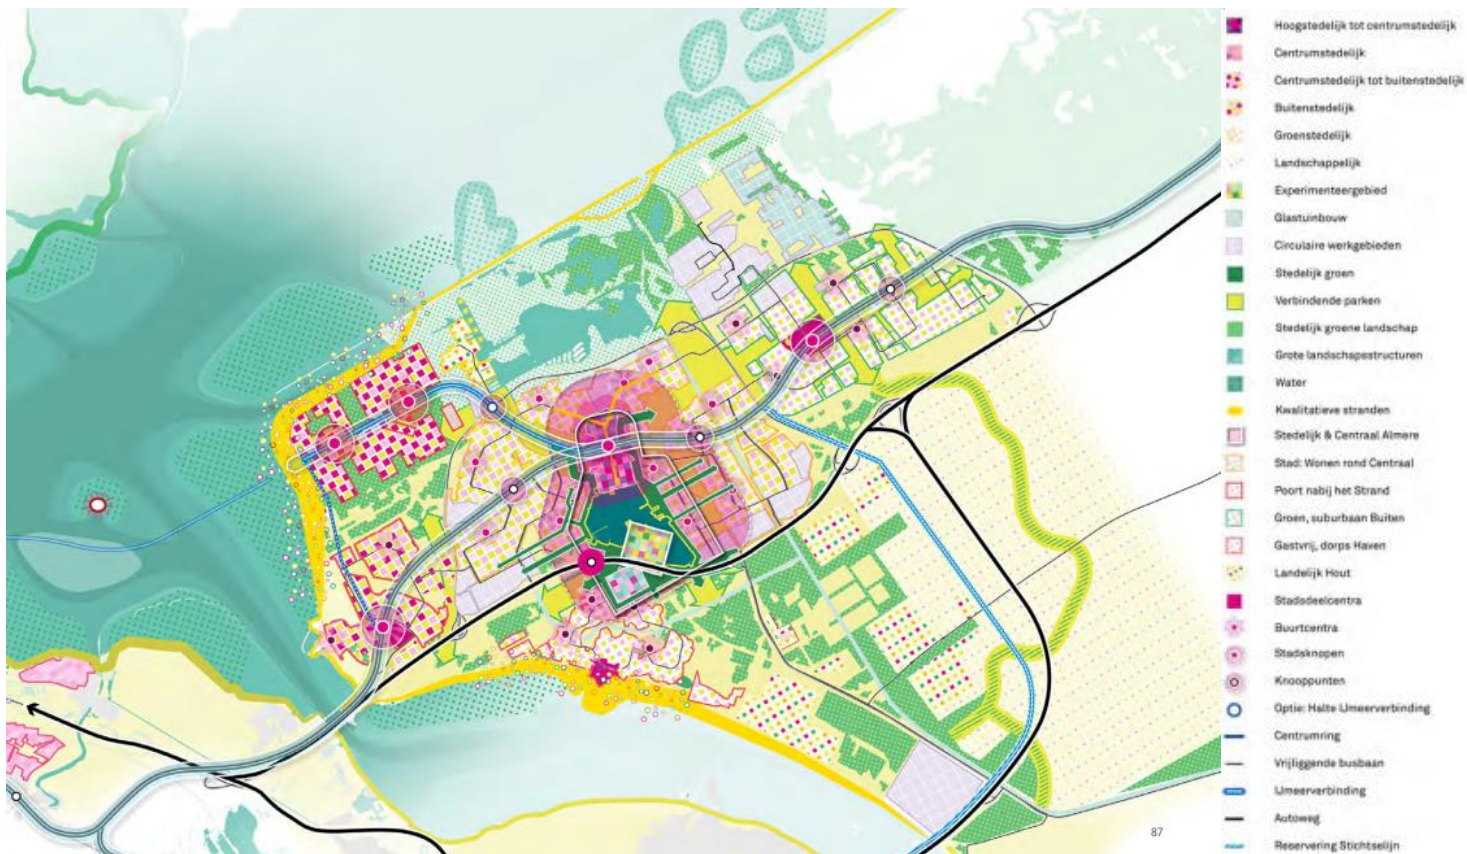 Hoogstedelijk tot centrumstedelijk
Centrumstedelijk
Centrumstedelijk tot buitenstedelijk
Buitenstedelijk
Groenstedelijk
Landschappelijk
Experimenteergebied
Glastuinbouw
Circulaire werkgebieden
Stedelijk groen
Verbindende parken
Stedelijk groene landschap
Grote landschapsstructuren
Water
Kwalitatieve stranden
Stedelijk & Centraal Almere
Stad: Wonen rond Centraal
Poort nabij het Strand
Groen, suburbaan Buiten
Gastvrij, dorps Haven
Landelijk Hout
Stadsdeelcentra
Buurtcentra
Stadsknopen
Knooppunten
Optie: Halte IJmeerverbinding
Centrumring
Vrijliggende busbaan
IJmeerverbinding
Autoweg
Reservering Stichtselijn
87